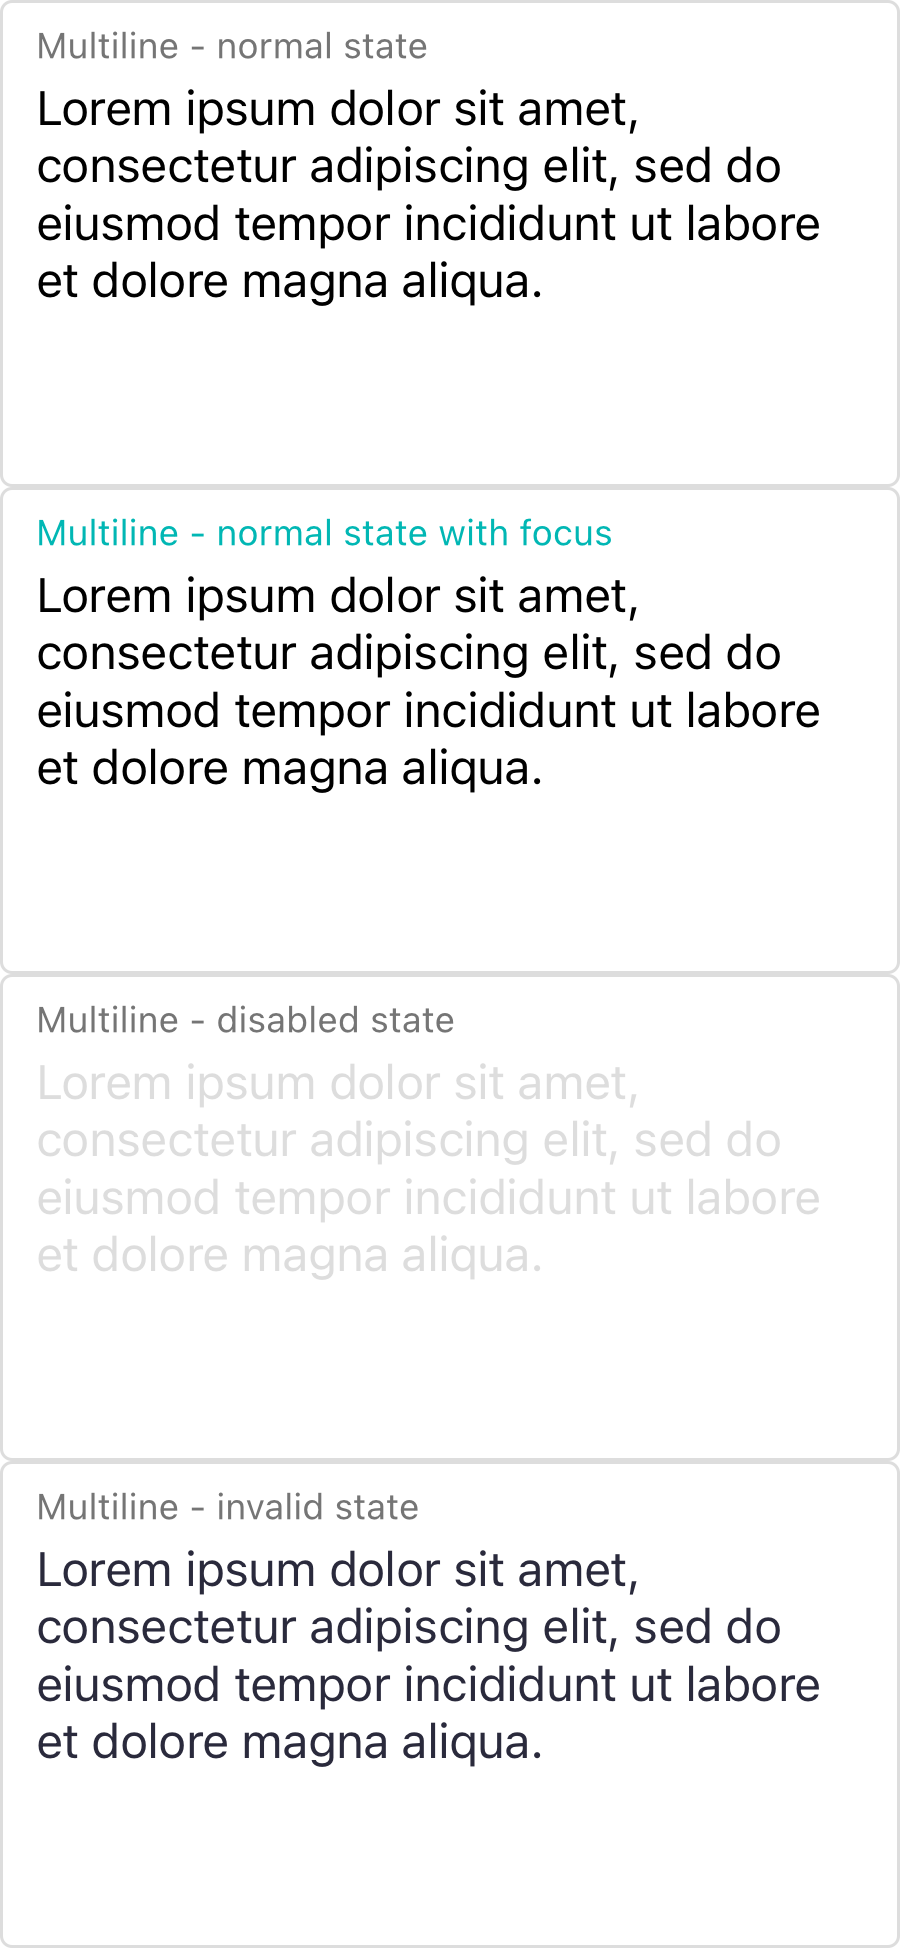 Multiline - normal state
Lorem ipsum dolor sit amet,
consectetur adipiscing elit, sed do
eiusmod tempor incididunt ut labore
et dolore magna aliqua.
Multiline - normal state with focus
Lorem ipsum dolor sit amet,
consectetur adipiscing elit, sed do
eiusmod tempor incididunt ut labore
et dolore magna aliqua.
Multiline - disabled state
Lorem ipsum dolor sit amet,
consectetur adipiscing elit, sed do
eiusmod tempor incididunt ut labore
et dolore magna aliqua.
Multiline - invalid state
Lorem ipsum dolor sit amet,
consectetur adipiscing elit, sed do
eiusmod tempor incididunt ut labore
et dolore magna aliqua.